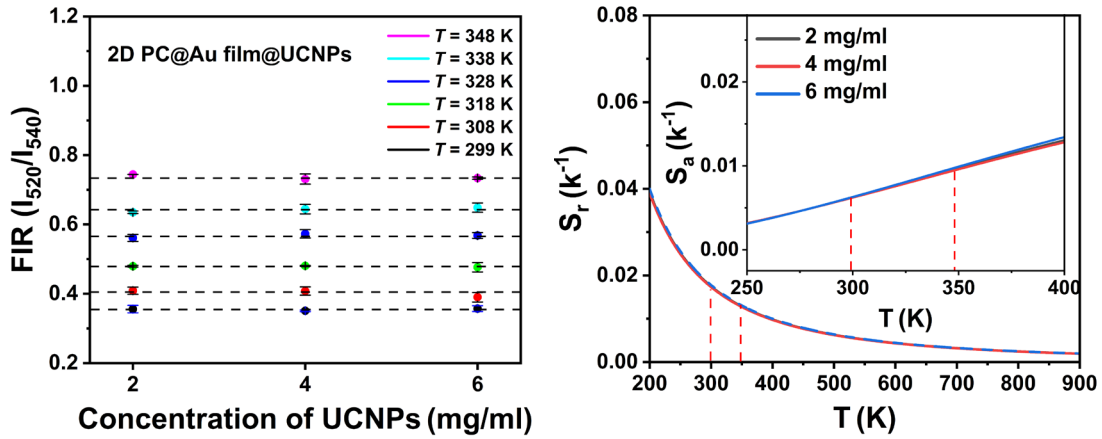 2D PC@Au film@UCNPs
T = 348 K
T = 338 K
T = 328 K
T = 318 K
T = 308 K
T = 299 K
FIR (I520/I540)
1.2
1.0
0.8
0.6
0.4
0.2
2 4 6
Concentration of UCNPs (mg/ml)
Sr (k-1)
0.08
0.06
0.04
0.02
0.00
200 300 400 500 600 700 800 900
T (K)
2 mg/ml
4 mg/ml
6 mg/ml
Sa (k-1)
0.02
0.01
0.00
250 300 350 400
T (K)